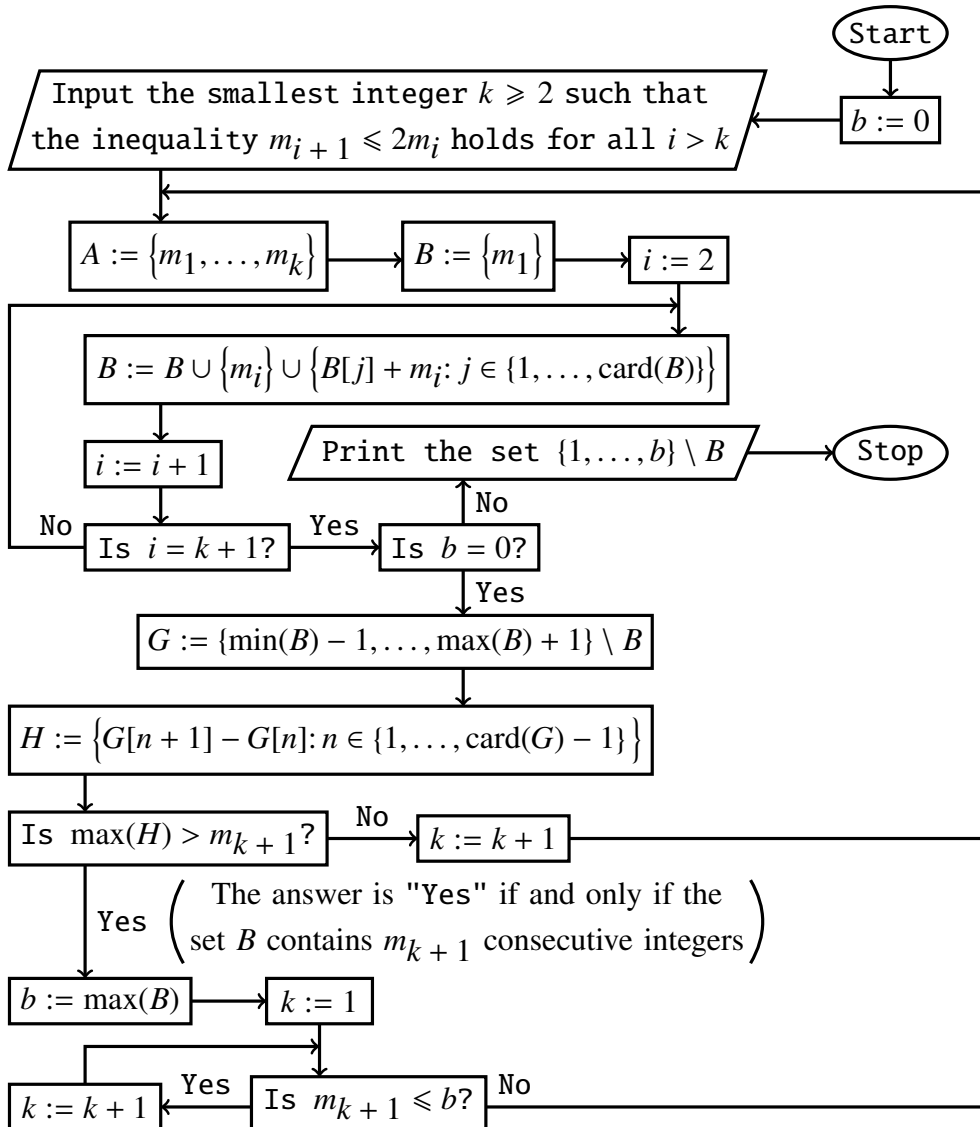 Start
Input the smallest integer k ⩾ 2 such that
the inequality m_{i+1} ⩽ 2m_i holds for all i > k
b := 0
A := {m_1, . . . , m_k}
B := {m_1}
i := 2
B := B ∪ {m_i} ∪ {B[j] + m_i : j ∈ {1, . . . , card(B)}}
i := i + 1
Print the set {1, . . . , b} \ B
Stop
No
Is i = k + 1?
Yes
Is b = 0?
No
Yes
G := {min(B) − 1, . . . , max(B) + 1} \ B
H := {G[n + 1] − G[n] : n ∈ {1, . . . , card(G) − 1}}
Is max(H) > m_{k+1}?
No
k := k + 1
Yes
The answer is "Yes" if and only if the
set B contains m_{k+1} consecutive integers
b := max(B)
k := 1
k := k + 1
Yes
Is m_{k+1} ⩽ b?
No